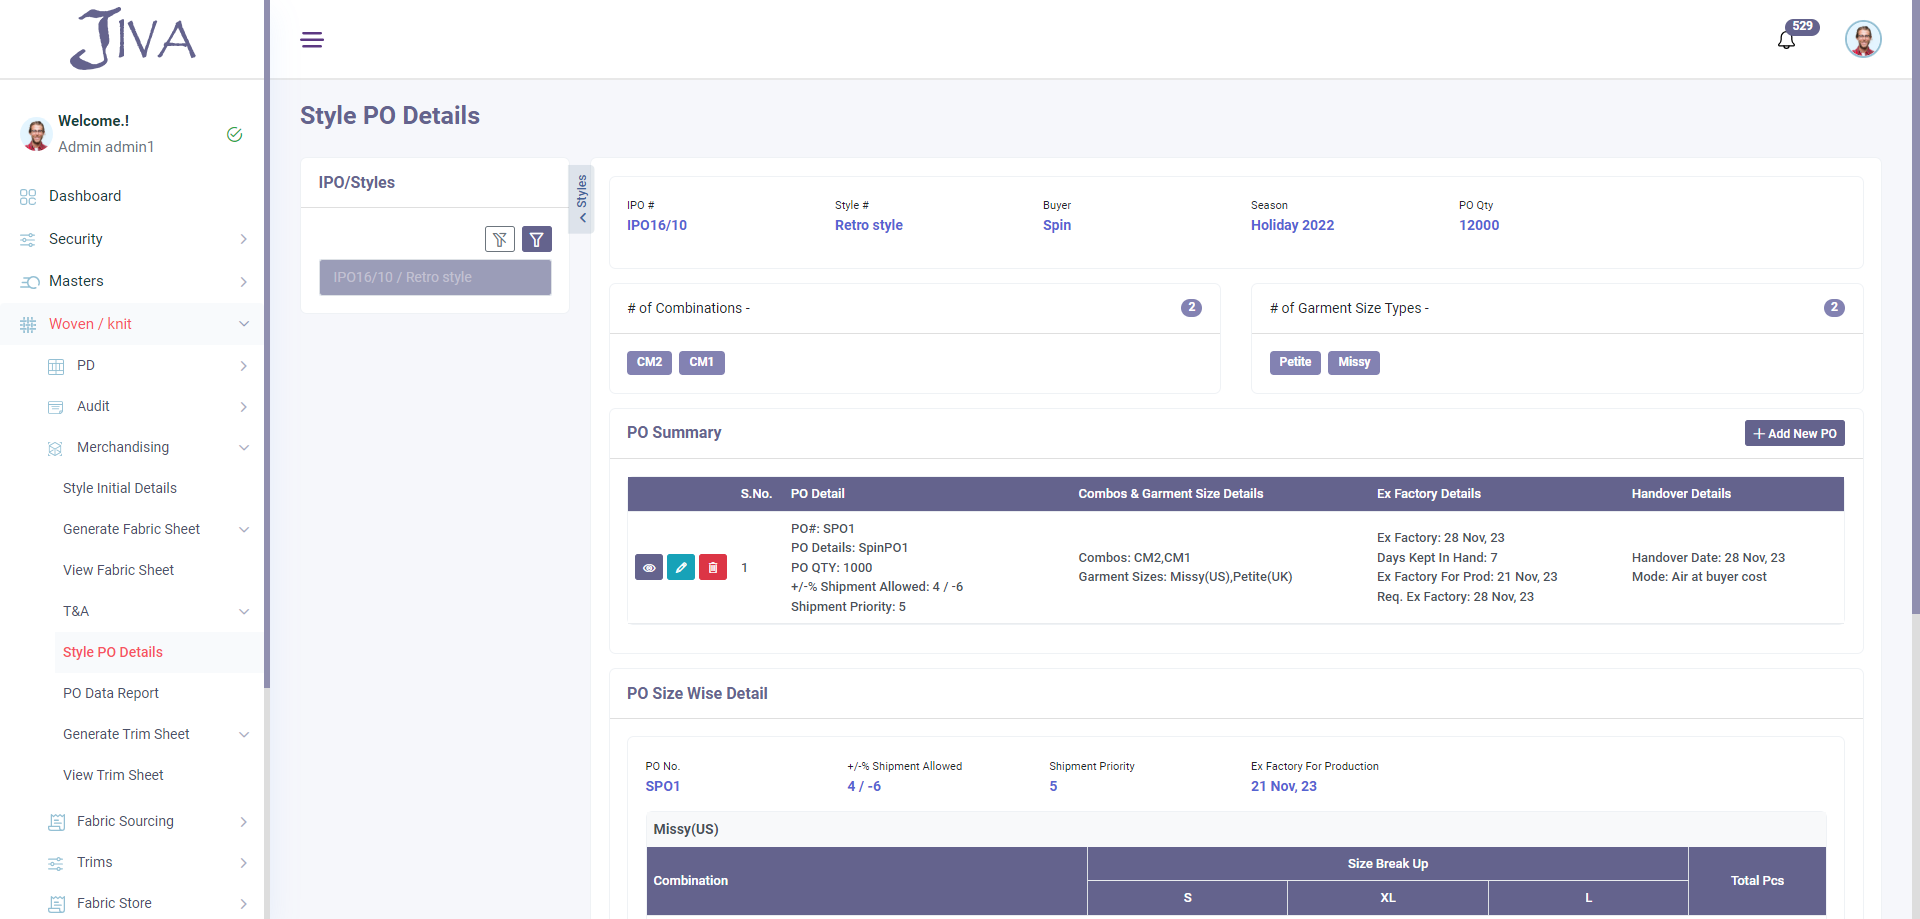 JIVA
529
Welcome.!
Admin admin1
Dashboard
Security
Masters
Woven / knit
PD
Audit
Merchandising
Style Initial Details
Generate Fabric Sheet
View Fabric Sheet
T&A
Style PO Details
PO Data Report
Generate Trim Sheet
View Trim Sheet
Fabric Sourcing
Trims
Fabric Store
Style PO Details
IPO/Styles
IPO16/10 / Retro style
Styles
IPO # Style # Buyer Season PO Qty
IPO16/10 Retro style Spin Holiday 2022 12000
# of Combinations - 2
CM2 CM1
# of Garment Size Types - 2
Petite Missy
PO Summary
Add New PO
S.No. PO Detail Combos & Garment Size Details Ex Factory Details Handover Details
1
PO#: SPO1
PO Details: SpinPO1
PO QTY: 1000
+/-% Shipment Allowed: 4 / -6
Shipment Priority: 5
Combos: CM2,CM1
Garment Sizes: Missy(US),Petite(UK)
Ex Factory: 28 Nov, 23
Days Kept In Hand: 7
Ex Factory For Prod: 21 Nov, 23
Req. Ex Factory: 28 Nov, 23
Handover Date: 28 Nov, 23
Mode: Air at buyer cost
PO Size Wise Detail
PO No. +/-% Shipment Allowed Shipment Priority Ex Factory For Production
SPO1 4 / -6 5 21 Nov, 23
Missy(US)
Combination Size Break Up Total Pcs
S XL L